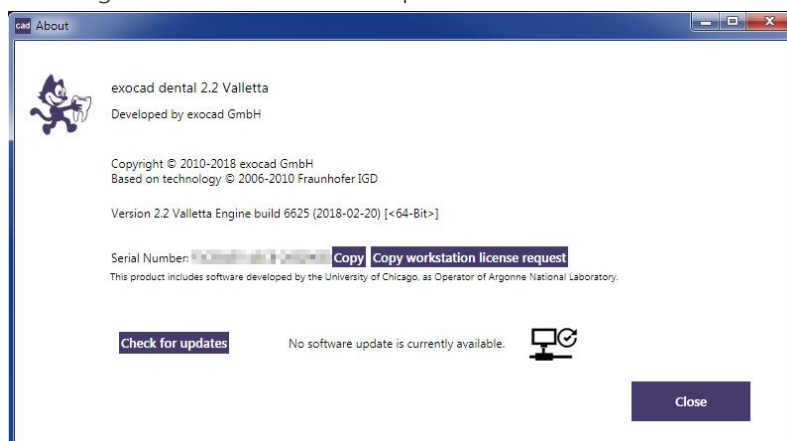 cad About
exocad dental 2.2 Valletta
Developed by exocad GmbH
Copyright © 2010-2018 exocad GmbH
Based on technology © 2006-2010 Fraunhofer IGD
Version 2.2 Valletta Engine build 6625 (2018-02-20) [<64-Bit>]
Serial Number: Copy Copy workstation license request
This product includes software developed by the University of Chicago, as Operator of Argonne National Laboratory.
Check for updates No software update is currently available.
Close